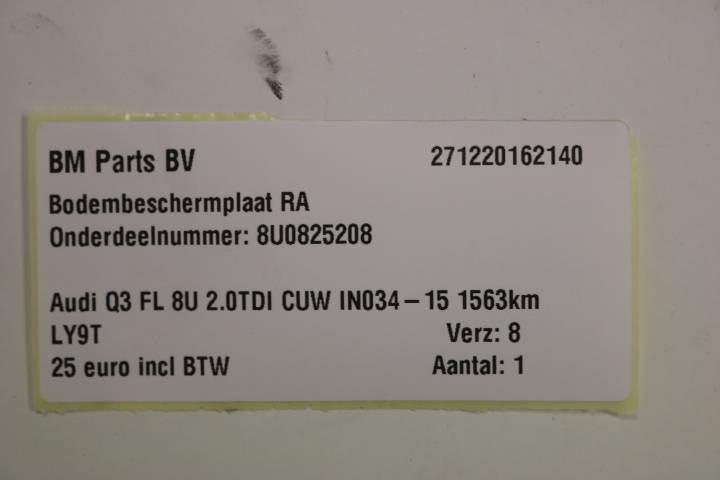 BM Parts BV 271220162140
Bodembeschermplaat RA
Onderdeelnummer: 8U0825208
Audi Q3 FL 8U 2.0TDI CUW IN034 – 15 1563km
LY9T Verz: 8
25 euro incl BTW Aantal: 1